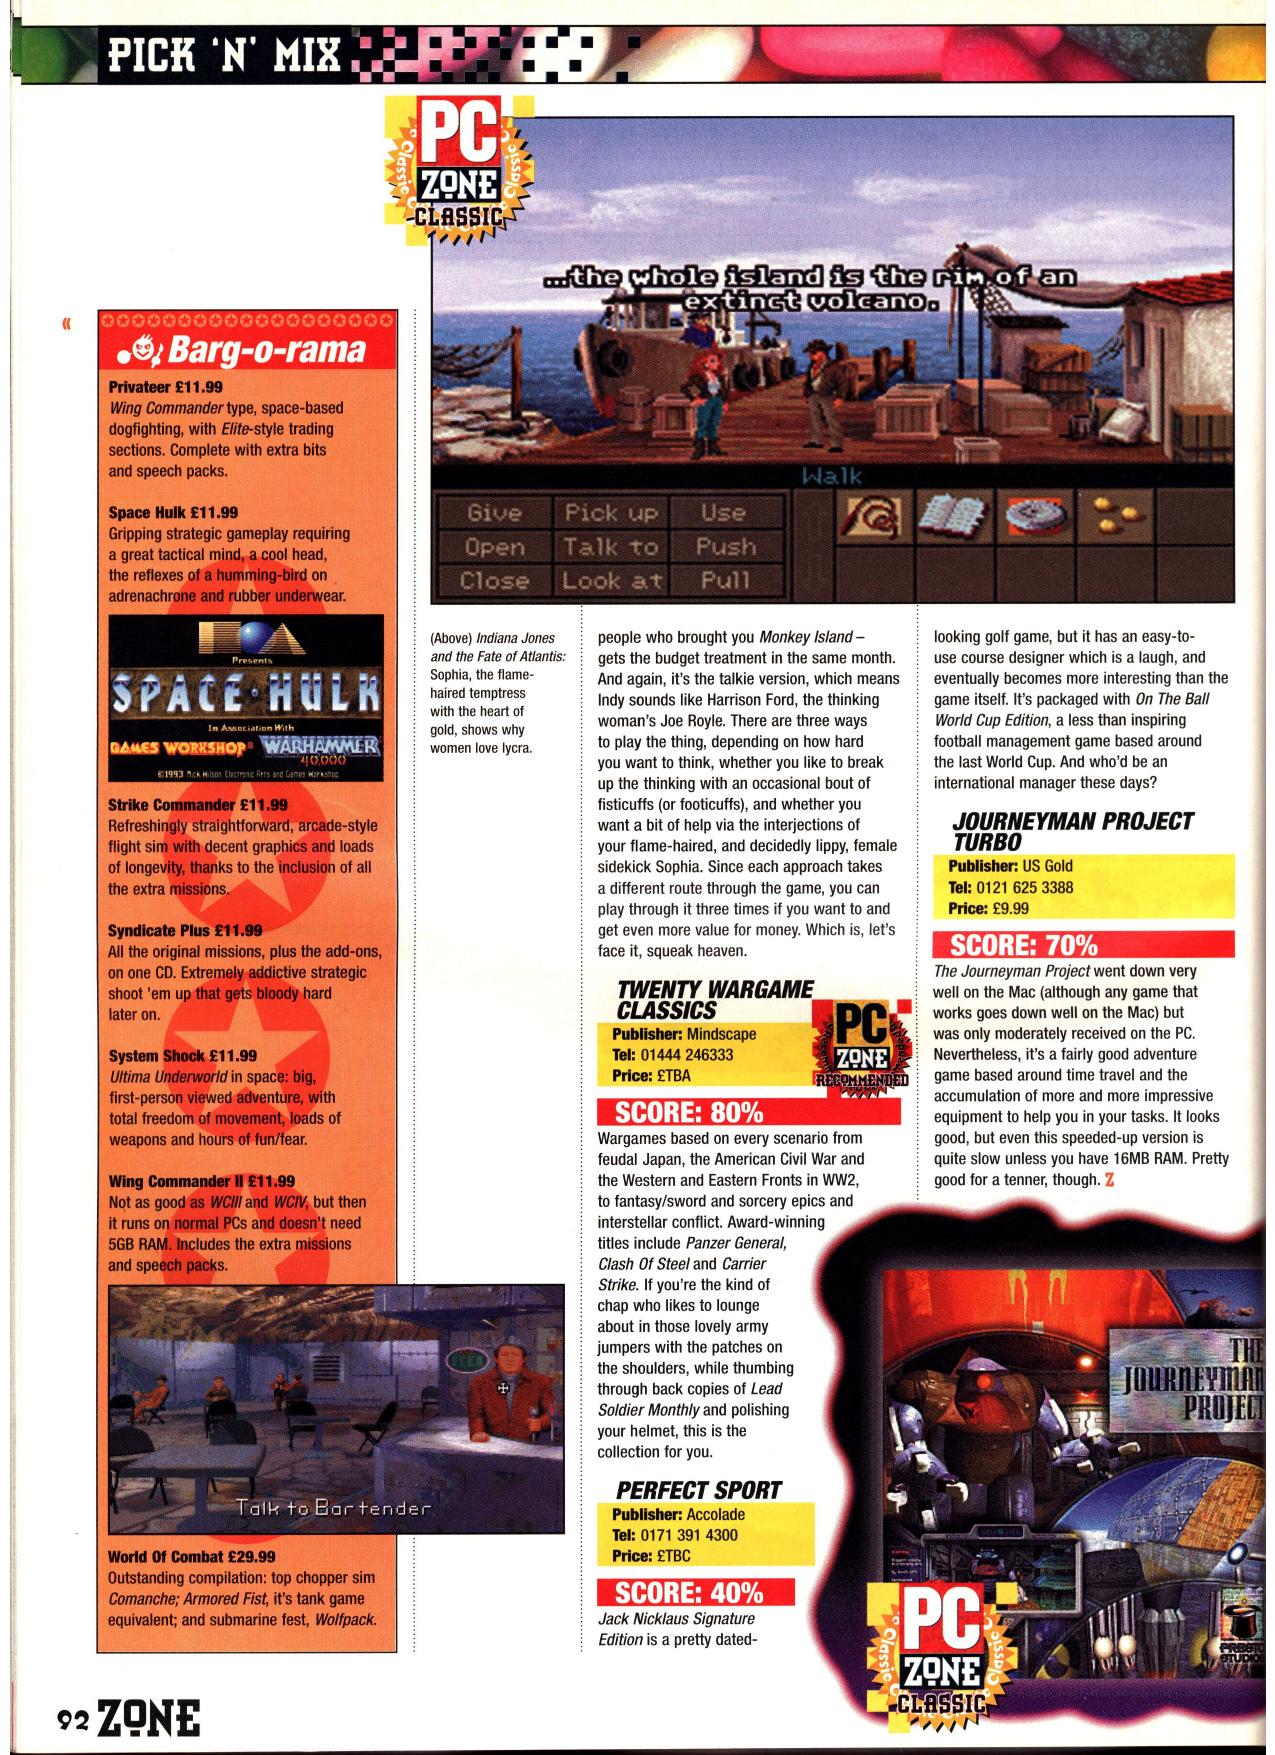 PICK 'N' MIX
PC
ZONE
CLASSIC
...the whole island is the rim of an
extinct volcano.
Walk
Give Pick up Use
Open Talk to Push
Close Look at Pull
«
Barg-o-rama
Privateer £11.99
Wing Commander type, space-based
dogfighting, with Elite-style trading
sections. Complete with extra bits
and speech packs.
Space Hulk £11.99
Gripping strategic gameplay requiring
a great tactical mind, a cool head,
the reflexes of a humming-bird on
adrenachrone and rubber underwear.
Presents
SPACE·HULK
In Association With
GAMES WORKSHOP® WARHAMMER
40,000
©1993 Mick Wilson, Electronic Arts and Games Workshop.
Strike Commander £11.99
Refreshingly straightforward, arcade-style
flight sim with decent graphics and loads
of longevity, thanks to the inclusion of all
the extra missions.
Syndicate Plus £11.99
All the original missions, plus the add-ons,
on one CD. Extremely addictive strategic
shoot 'em up that gets bloody hard
later on.
System Shock £11.99
Ultima Underworld in space: big,
first-person viewed adventure, with
total freedom of movement, loads of
weapons and hours of fun/fear.
Wing Commander II £11.99
Not as good as WCIII and WCIV, but then
it runs on normal PCs and doesn't need
5GB RAM. Includes the extra missions
and speech packs.
Talk to Bartender
World Of Combat £29.99
Outstanding compilation: top chopper sim
Comanche; Armored Fist, it's tank game
equivalent; and submarine fest, Wolfpack.
(Above) Indiana Jones
and the Fate of Atlantis:
Sophia, the flame-
haired temptress
with the heart of
gold, shows why
women love lycra.
people who brought you Monkey Island –
gets the budget treatment in the same month.
And again, it's the talkie version, which means
Indy sounds like Harrison Ford, the thinking
woman's Joe Royle. There are three ways
to play the thing, depending on how hard
you want to think, whether you like to break
up the thinking with an occasional bout of
fisticuffs (or footicuffs), and whether you
want a bit of help via the interjections of
your flame-haired, and decidedly lippy, female
sidekick Sophia. Since each approach takes
a different route through the game, you can
play through it three times if you want to and
get even more value for money. Which is, let's
face it, squeak heaven.
TWENTY WARGAME
CLASSICS
Publisher: Mindscape
Tel: 01444 246333
Price: £TBA
PC
ZONE
RECOMMENDED
SCORE: 80%
Wargames based on every scenario from
feudal Japan, the American Civil War and
the Western and Eastern Fronts in WW2,
to fantasy/sword and sorcery epics and
interstellar conflict. Award-winning
titles include Panzer General,
Clash Of Steel and Carrier
Strike. If you're the kind of
chap who likes to lounge
about in those lovely army
jumpers with the patches on
the shoulders, while thumbing
through back copies of Lead
Soldier Monthly and polishing
your helmet, this is the
collection for you.
PERFECT SPORT
Publisher: Accolade
Tel: 0171 391 4300
Price: £TBC
SCORE: 40%
Jack Nicklaus Signature
Edition is a pretty dated-
looking golf game, but it has an easy-to-
use course designer which is a laugh, and
eventually becomes more interesting than the
game itself. It's packaged with On The Ball
World Cup Edition, a less than inspiring
football management game based around
the last World Cup. And who'd be an
international manager these days?
JOURNEYMAN PROJECT
TURBO
Publisher: US Gold
Tel: 0121 625 3388
Price: £9.99
SCORE: 70%
The Journeyman Project went down very
well on the Mac (although any game that
works goes down well on the Mac) but
was only moderately received on the PC.
Nevertheless, it's a fairly good adventure
game based around time travel and the
accumulation of more and more impressive
equipment to help you in your tasks. It looks
good, but even this speeded-up version is
quite slow unless you have 16MB RAM. Pretty
good for a tenner, though. Z
THE
JOURNEYMAN
PROJECT
PRESTO
STUDIOS
PC
ZONE
CLASSIC
92 ZONE